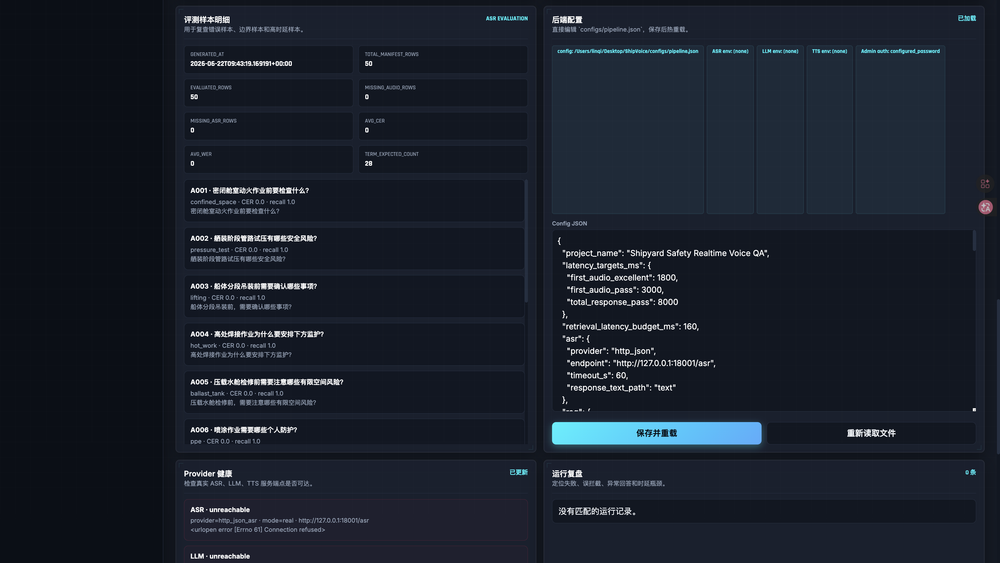 评测样本明细
ASR EVALUATION
用于复查错误样本、边界样本和高时延样本。
GENERATED_AT
2026-06-22T09:43:19.169191+00:00
TOTAL_MANIFEST_ROWS
50
EVALUATED_ROWS
50
MISSING_AUDIO_ROWS
0
MISSING_ASR_ROWS
0
AVG_CER
0
AVG_WER
0
TERM_EXPECTED_COUNT
28
A001 · 密闭舱室动火作业前要检查什么?
confined_space · CER 0.0 · recall 1.0
密闭舱室动火作业前要检查什么?
A002 · 舾装阶段管路试压有哪些安全风险?
pressure_test · CER 0.0 · recall 1.0
舾装阶段管路试压有哪些安全风险?
A003 · 船体分段吊装前需要确认哪些事项?
lifting · CER 0.0 · recall 1.0
船体分段吊装前，需要确认哪些事项?
A004 · 高处焊接作业为什么要安排下方监护?
hot_work · CER 0.0 · recall 1.0
高处焊接作业为什么要安排下方监护?
A005 · 压载水舱检修前需要注意哪些有限空间风险?
ballast_tank · CER 0.0 · recall 1.0
压载水舱检修前，需要注意哪些有限空间风险?
A006 · 喷涂作业需要哪些个人防护?
ppe · CER 0.0 · recall 1.0
后端配置
已加载
直接编辑 `configs/pipeline.json`，保存后热重载。
config: /Users/linqi/Desktop/ShipVoice/configs/pipeline.json
ASR env: (none)
LLM env: (none)
TTS env: (none)
Admin auth: configured_password
Config JSON
{
"project_name": "Shipyard Safety Realtime Voice QA",
"latency_targets_ms": {
"first_audio_excellent": 1800,
"first_audio_pass": 3000,
"total_response_pass": 8000
},
"retrieval_latency_budget_ms": 160,
"asr": {
"provider": "http_json",
"endpoint": "http://127.0.0.1:18001/asr",
"timeout_s": 60,
"response_text_path": "text"
},
"rag": {
保存并重载
重新读取文件
Provider 健康
已更新
检查真实 ASR、LLM、TTS 服务端点是否可达。
ASR · unreachable
provider=http_json_asr · mode=real · http://127.0.0.1:18001/asr
<urlopen error [Errno 61] Connection refused>
LLM · unreachable
运行复盘
0 条
定位失败、误拦截、异常回答和时延瓶颈。
没有匹配的运行记录。